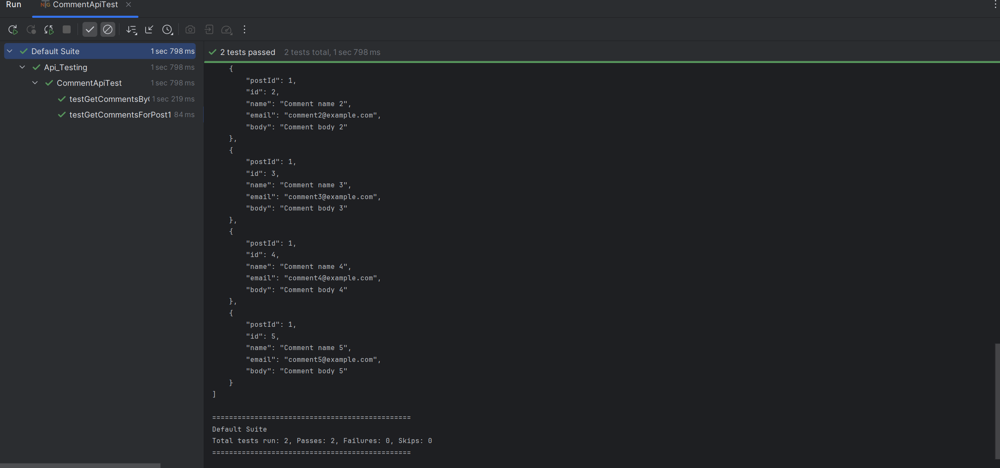 Run CommentApiTest
Default Suite 1 sec 798 ms
Api_Testing 1 sec 798 ms
CommentApiTest 1 sec 798 ms
testGetCommentsBy 1 sec 219 ms
testGetCommentsForPost1 84 ms
2 tests passed 2 tests total, 1 sec 798 ms
{
"postId": 1,
"id": 2,
"name": "Comment name 2",
"email": "comment2@example.com",
"body": "Comment body 2"
},
{
"postId": 1,
"id": 3,
"name": "Comment name 3",
"email": "comment3@example.com",
"body": "Comment body 3"
},
{
"postId": 1,
"id": 4,
"name": "Comment name 4",
"email": "comment4@example.com",
"body": "Comment body 4"
},
{
"postId": 1,
"id": 5,
"name": "Comment name 5",
"email": "comment5@example.com",
"body": "Comment body 5"
}
]
===============================================
Default Suite
Total tests run: 2, Passes: 2, Failures: 0, Skips: 0
===============================================